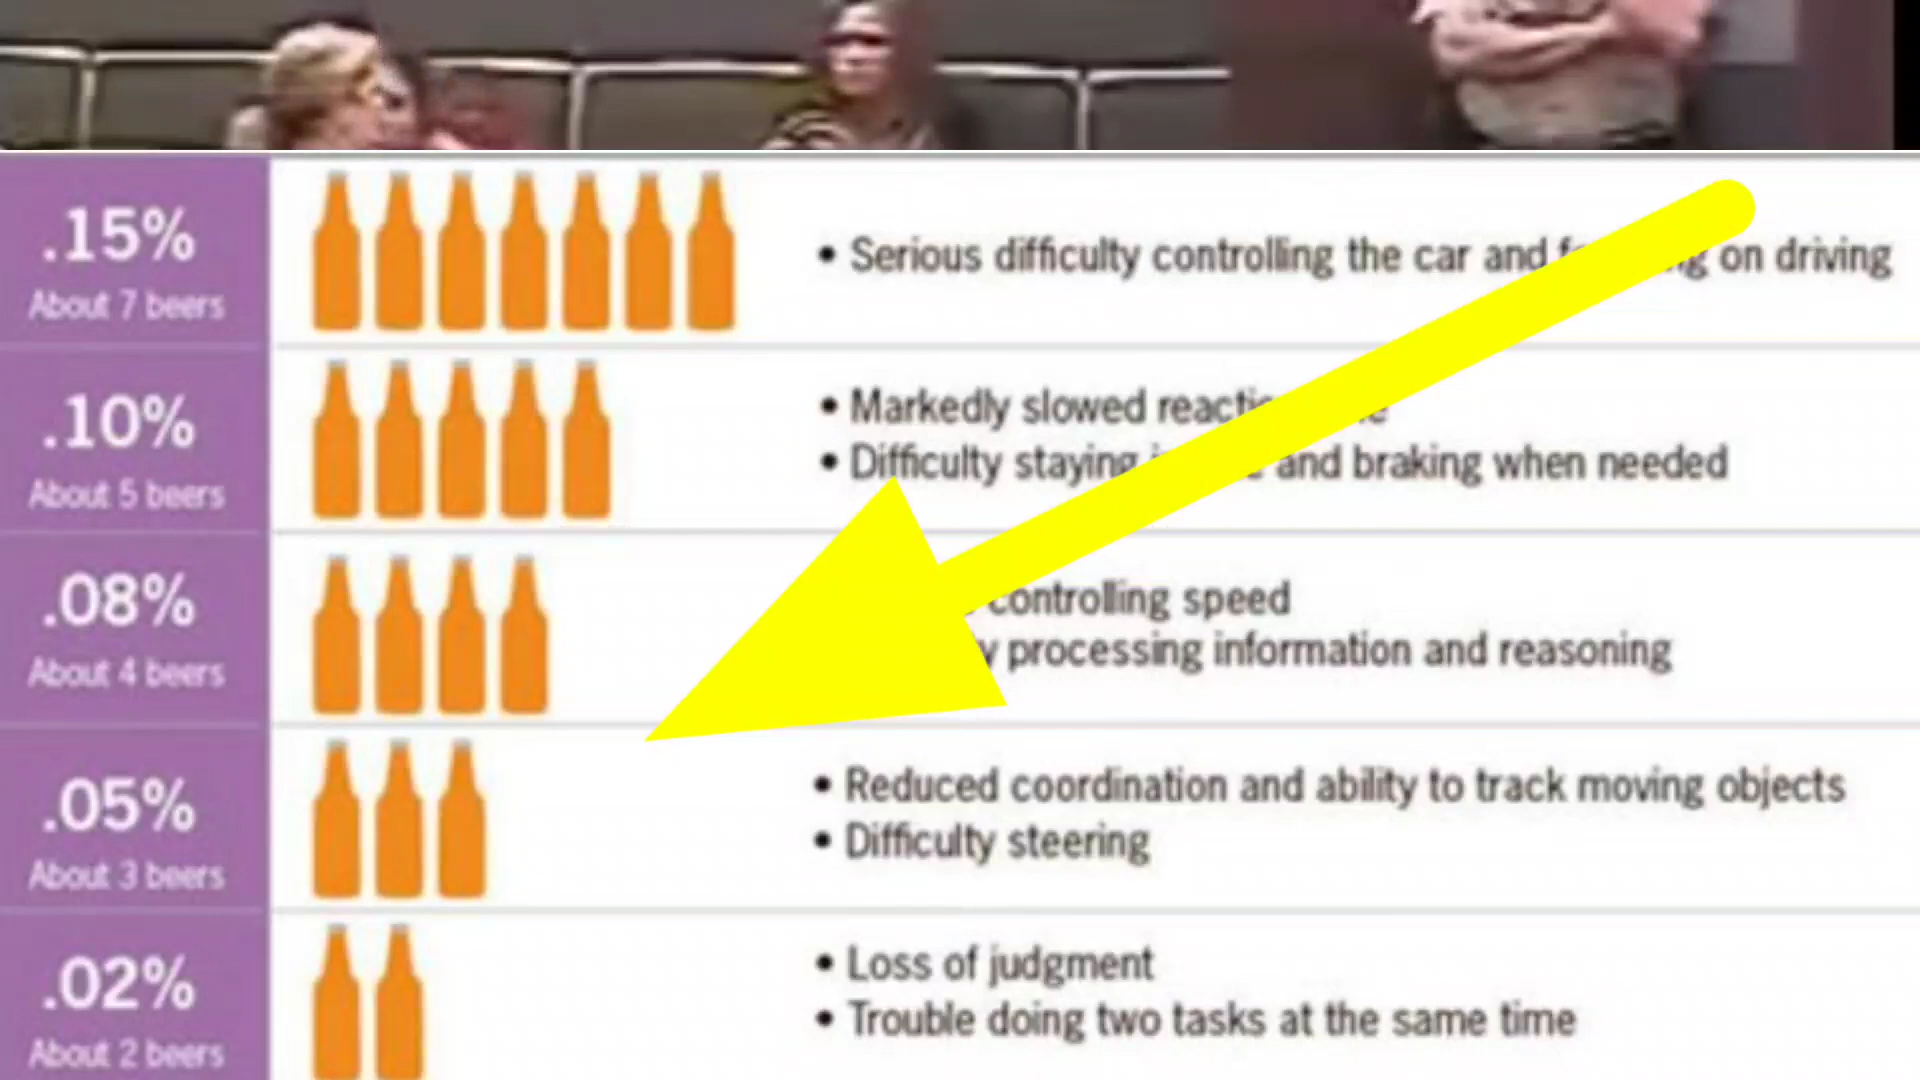 .15%
About 7 beers
• Serious difficulty controlling the car and on driving
.10%
About 5 beers
• Markedly slowed
• Difficulty staying and braking when needed
.08%
About 4 beers
controlling speed
processing information and reasoning
.05%
About 3 beers
• Reduced coordination and ability to track moving objects
• Difficulty steering
.02%
About 2 beers
• Loss of judgment
• Trouble doing two tasks at the same time